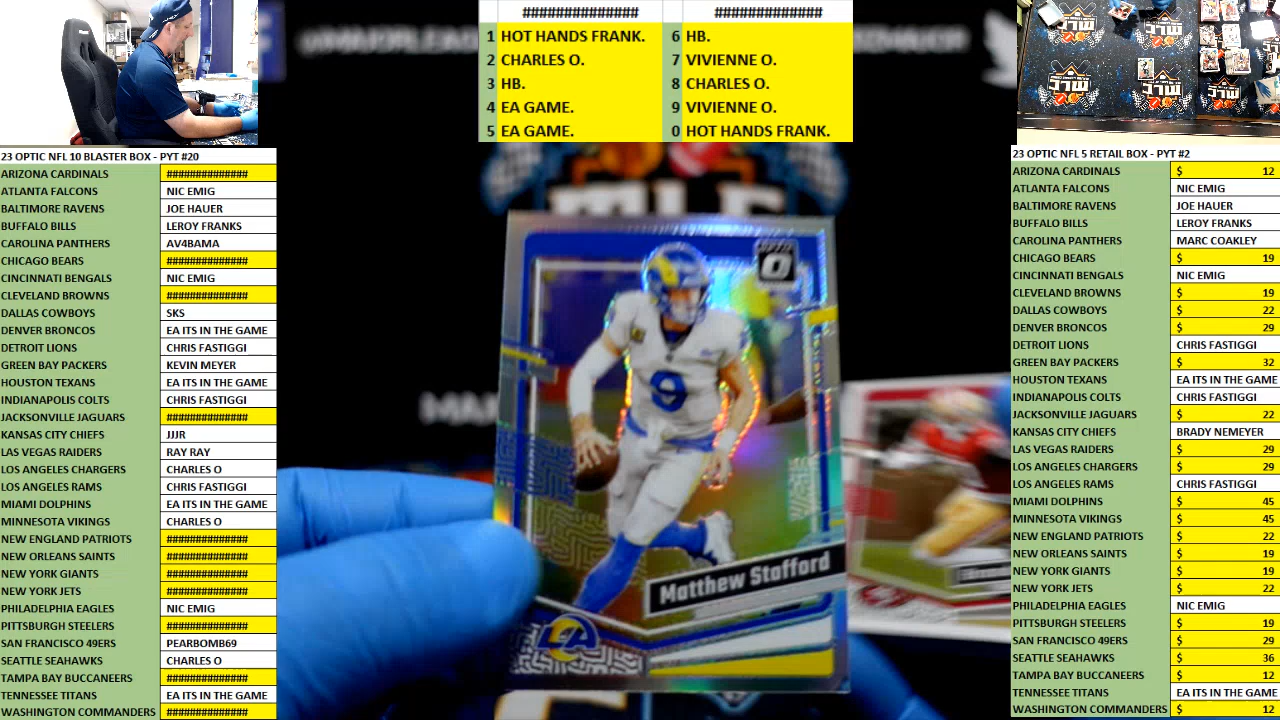 ############## #############
1 HOT HANDS FRANK. 6 HB.
2 CHARLES O. 7 VIVIENNE O.
3 HB. 8 CHARLES O.
4 EA GAME. 9 VIVIENNE O.
5 EA GAME. 0 HOT HANDS FRANK.
23 OPTIC NFL 10 BLASTER BOX - PYT #20
ARIZONA CARDINALS ##############
ATLANTA FALCONS NIC EMIG
BALTIMORE RAVENS JOE HAUER
BUFFALO BILLS LEROY FRANKS
CAROLINA PANTHERS AV4BAMA
CHICAGO BEARS ##############
CINCINNATI BENGALS NIC EMIG
CLEVELAND BROWNS ##############
DALLAS COWBOYS SKS
DENVER BRONCOS EA ITS IN THE GAME
DETROIT LIONS CHRIS FASTIGGI
GREEN BAY PACKERS KEVIN MEYER
HOUSTON TEXANS EA ITS IN THE GAME
INDIANAPOLIS COLTS CHRIS FASTIGGI
JACKSONVILLE JAGUARS ##############
KANSAS CITY CHIEFS JJJR
LAS VEGAS RAIDERS RAY RAY
LOS ANGELES CHARGERS CHARLES O
LOS ANGELES RAMS CHRIS FASTIGGI
MIAMI DOLPHINS EA ITS IN THE GAME
MINNESOTA VIKINGS CHARLES O
NEW ENGLAND PATRIOTS ##############
NEW ORLEANS SAINTS ##############
NEW YORK GIANTS ##############
NEW YORK JETS ##############
PHILADELPHIA EAGLES NIC EMIG
PITTSBURGH STEELERS ##############
SAN FRANCISCO 49ERS PEARBOMB69
SEATTLE SEAHAWKS CHARLES O
TAMPA BAY BUCCANEERS ##############
TENNESSEE TITANS EA ITS IN THE GAME
WASHINGTON COMMANDERS ##############
9
Matthew Stafford
23 OPTIC NFL 5 RETAIL BOX - PYT #2
ARIZONA CARDINALS $ 12
ATLANTA FALCONS NIC EMIG
BALTIMORE RAVENS JOE HAUER
BUFFALO BILLS LEROY FRANKS
CAROLINA PANTHERS MARC COAKLEY
CHICAGO BEARS $ 19
CINCINNATI BENGALS NIC EMIG
CLEVELAND BROWNS $ 19
DALLAS COWBOYS $ 22
DENVER BRONCOS $ 29
DETROIT LIONS CHRIS FASTIGGI
GREEN BAY PACKERS $ 32
HOUSTON TEXANS EA ITS IN THE GAME
INDIANAPOLIS COLTS CHRIS FASTIGGI
JACKSONVILLE JAGUARS $ 22
KANSAS CITY CHIEFS BRADY NEMEYER
LAS VEGAS RAIDERS $ 29
LOS ANGELES CHARGERS $ 29
LOS ANGELES RAMS CHRIS FASTIGGI
MIAMI DOLPHINS $ 45
MINNESOTA VIKINGS $ 45
NEW ENGLAND PATRIOTS $ 22
NEW ORLEANS SAINTS $ 19
NEW YORK GIANTS $ 19
NEW YORK JETS $ 22
PHILADELPHIA EAGLES NIC EMIG
PITTSBURGH STEELERS $ 19
SAN FRANCISCO 49ERS $ 29
SEATTLE SEAHAWKS $ 36
TAMPA BAY BUCCANEERS $ 12
TENNESSEE TITANS EA ITS IN THE GAME
WASHINGTON COMMANDERS $ 12